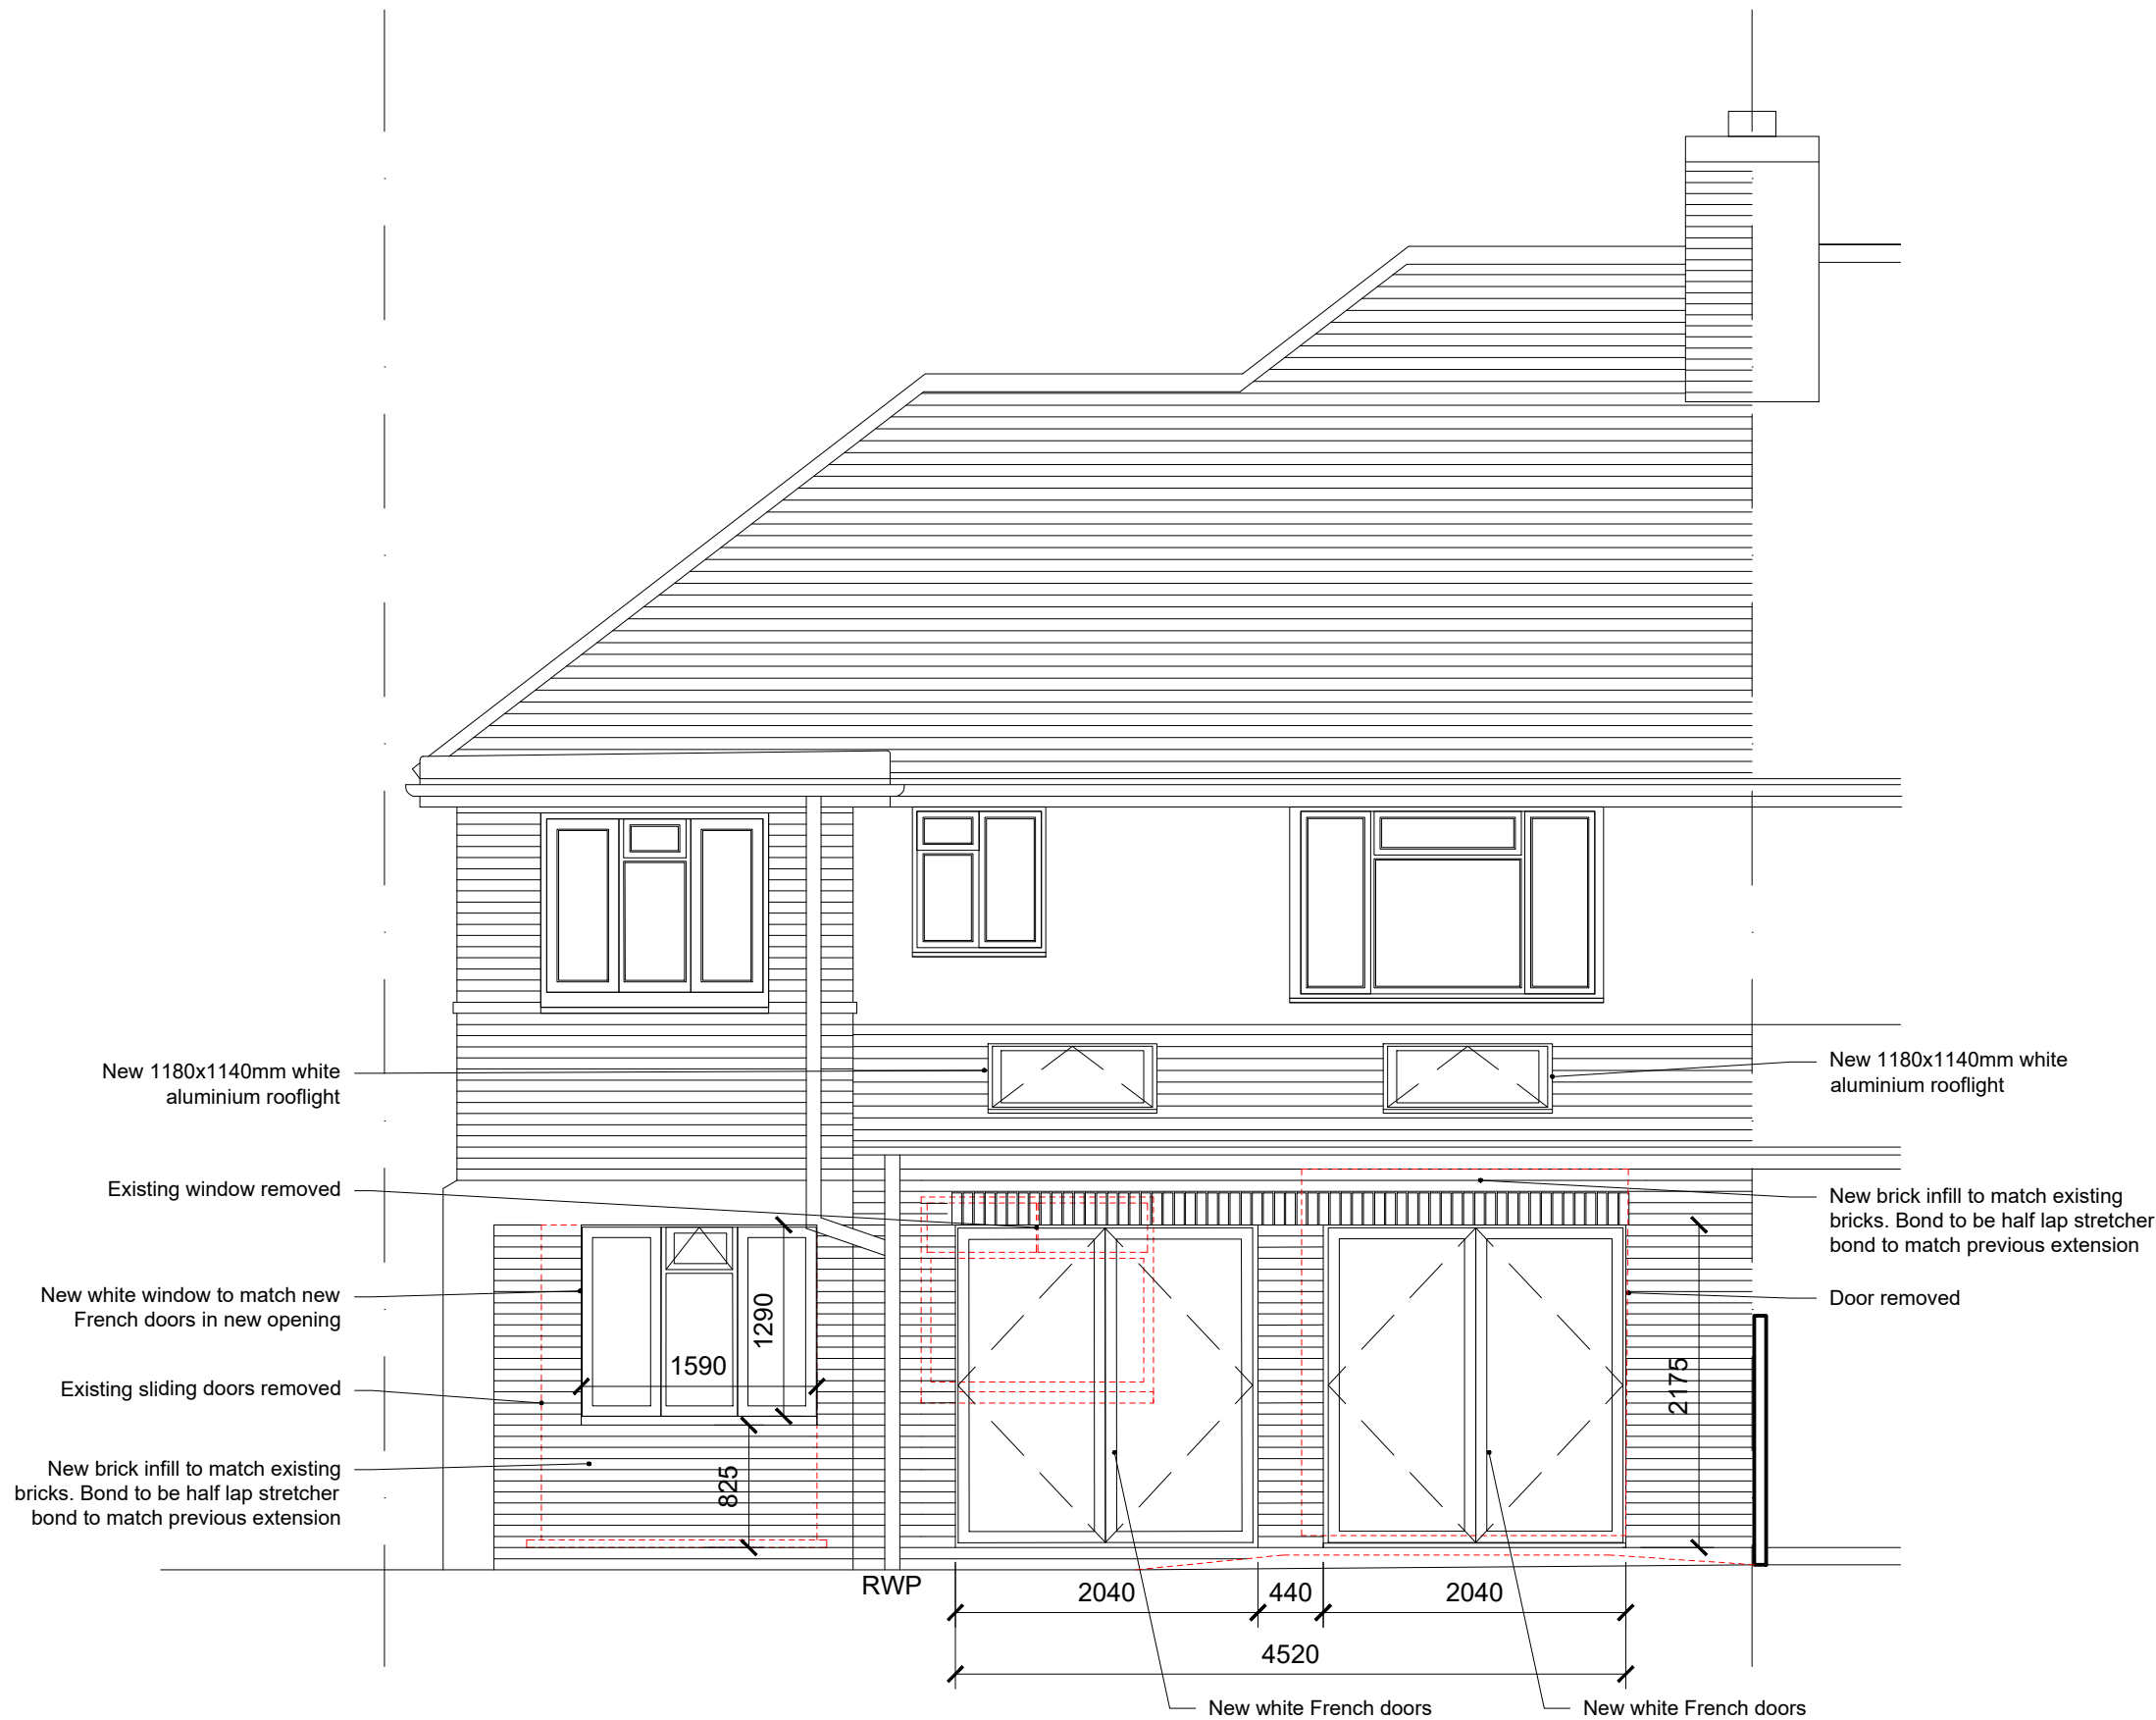 New 1180x1140mm white
aluminium rooflight
New 1180x1140mm white
aluminium rooflight
Existing window removed
New brick infill to match existing
bricks. Bond to be half lap stretcher
bond to match previous extension
New white window to match new
French doors in new opening
Door removed
1290
1590
2175
Existing sliding doors removed
New brick infill to match existing
bricks. Bond to be half lap stretcher
bond to match previous extension
825
RWP
2040
440
2040
4520
New white French doors
New white French doors